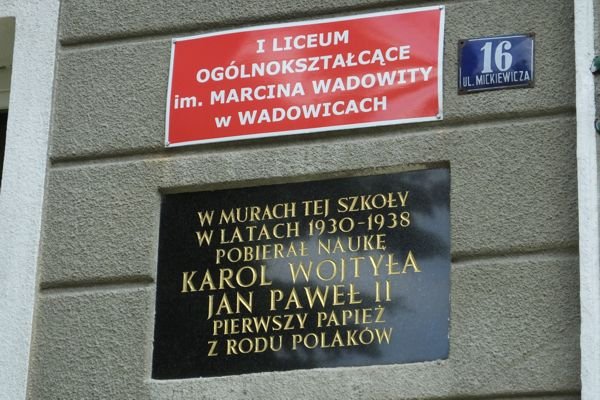 I LICEUM
OGÓLNOKSZTAŁCĄCE
im. MARCINA WADOWITY
w WADOWICACH
16
UL. MICKIEWICZA
W MURACH TEJ SZKOŁY
W LATACH 1930-1938
POBIERAŁ NAUKĘ
KAROL WOJTYŁA
JAN PAWEŁ II
PIERWSZY PAPIEŻ
Z RODU POLAKÓW